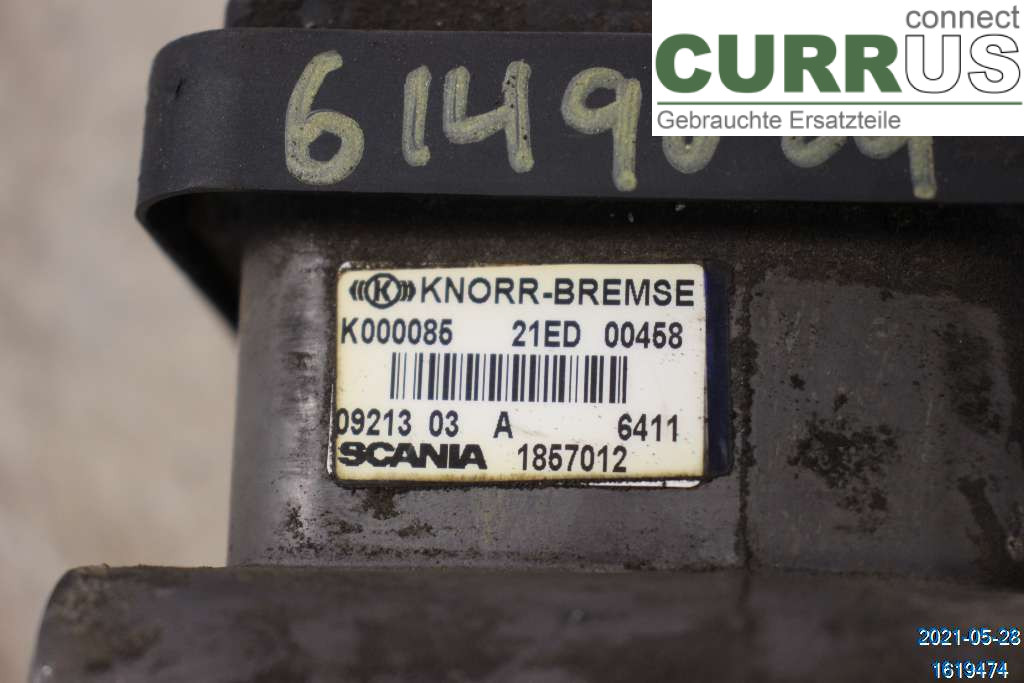 connect
CURRUS
Gebrauchte Ersatzteile
KNORR-BREMSE
K000085 21ED 00458
09213 03 A 6411
SCANIA 1857012
2021-05-28
1619474